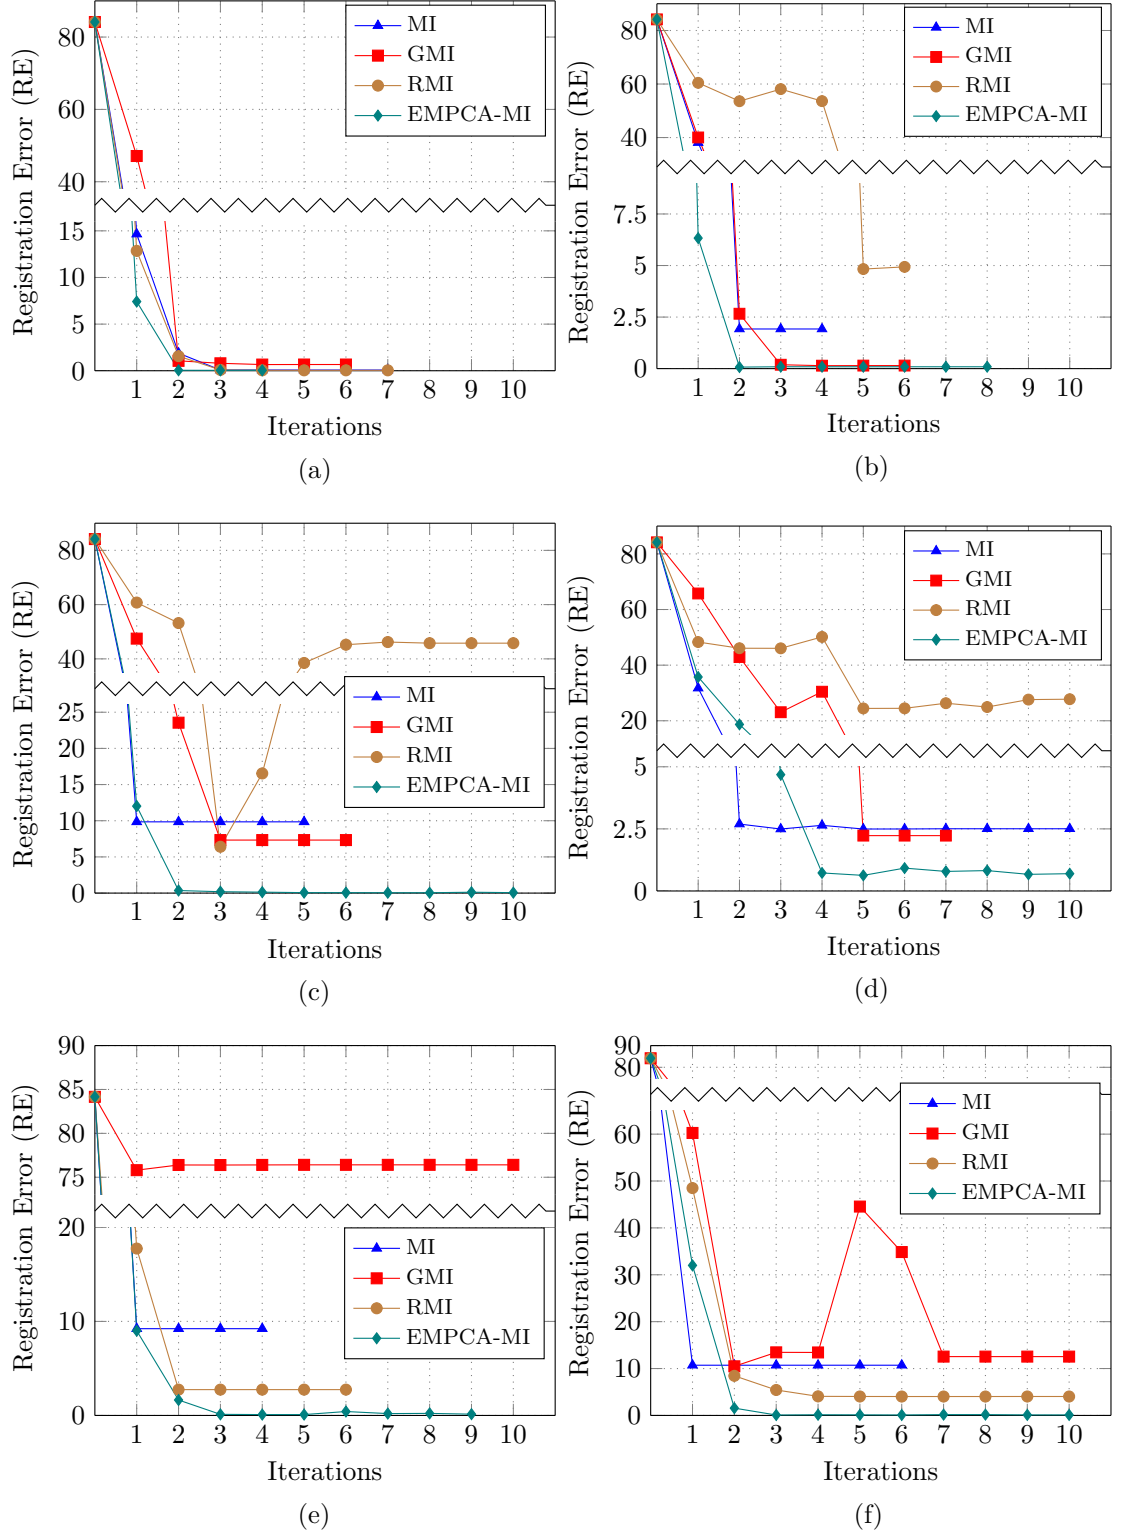 80
40
15
10
5
0
1 2 3 4 5 6 7 8 9 10
Registration Error (RE)
Iterations
MI
GMI
RMI
EMPCA-MI
(a)
80
60
40
7.5
5
2.5
0
1 2 3 4 5 6 7 8 9 10
Registration Error (RE)
Iterations
MI
GMI
RMI
EMPCA-MI
(b)
80
60
40
25
20
15
10
5
0
1 2 3 4 5 6 7 8 9 10
Registration Error (RE)
Iterations
MI
GMI
RMI
EMPCA-MI
(c)
80
60
40
20
5
2.5
0
1 2 3 4 5 6 7 8 9 10
Registration Error (RE)
Iterations
MI
GMI
RMI
EMPCA-MI
(d)
90
85
80
75
20
10
0
1 2 3 4 5 6 7 8 9 10
Registration Error (RE)
Iterations
MI
GMI
RMI
EMPCA-MI
(e)
90
80
60
50
40
30
20
10
0
1 2 3 4 5 6 7 8 9 10
Registration Error (RE)
Iterations
MI
GMI
RMI
EMPCA-MI
(f)